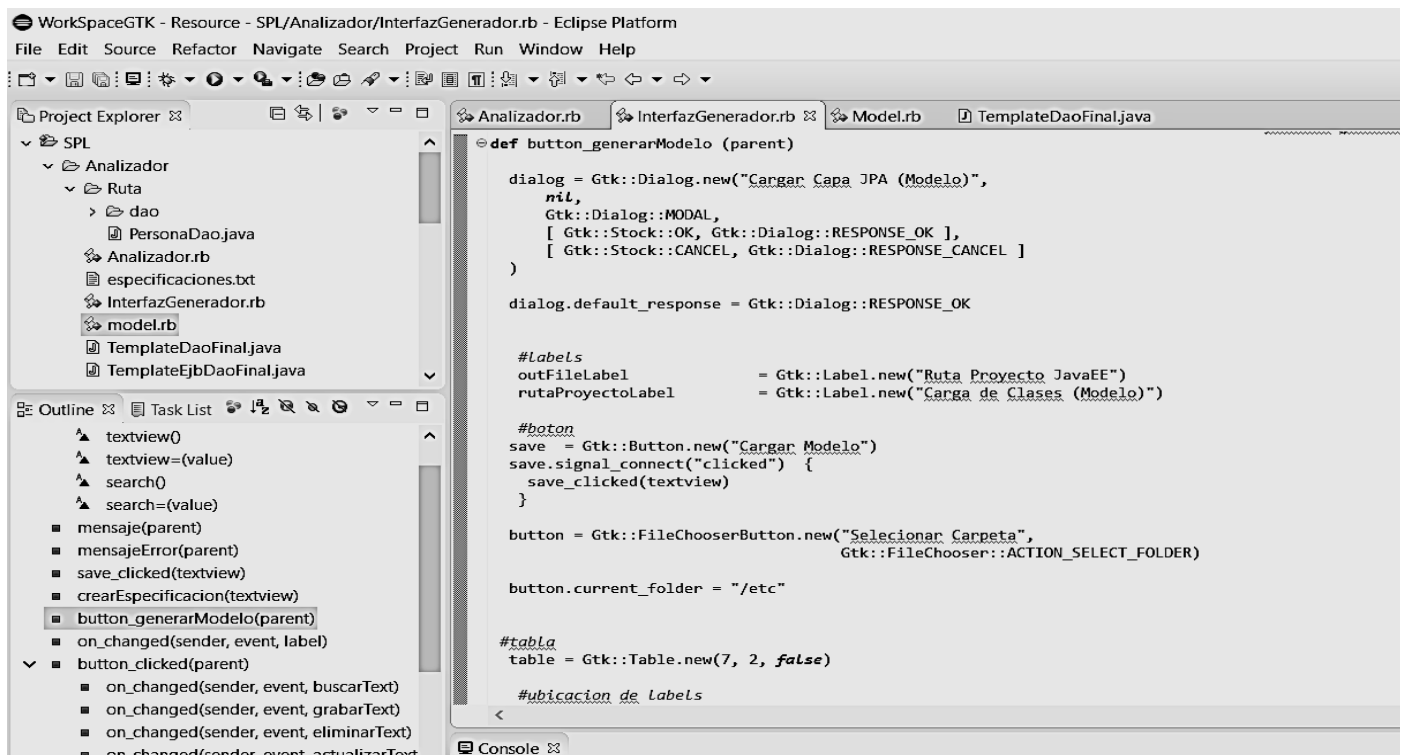 WorkSpaceGTK - Resource - SPL/Analizador/InterfazGenerador.rb - Eclipse Platform
File Edit Source Refactor Navigate Search Project Run Window Help
Project Explorer
SPL
Analizador
Ruta
dao
PersonaDao.java
Analizador.rb
especificaciones.txt
InterfazGenerador.rb
model.rb
TemplateDaoFinal.java
TemplateEjbDaoFinal.java
Outline Task List
textview()
textview=(value)
search()
search=(value)
mensaje(parent)
mensajeError(parent)
save_clicked(textview)
crearEspecificacion(textview)
button_generarModelo(parent)
on_changed(sender, event, label)
button_clicked(parent)
on_changed(sender, event, buscarText)
on_changed(sender, event, grabarText)
on_changed(sender, event, eliminarText)
on_changed(sender, event, actualizarText
Analizador.rb InterfazGenerador.rb Model.rb TemplateDaoFinal.java
def button_generarModelo (parent)
dialog = Gtk::Dialog.new("Cargar Capa JPA (Modelo)",
nil,
Gtk::Dialog::MODAL,
[ Gtk::Stock::OK, Gtk::Dialog::RESPONSE_OK ],
[ Gtk::Stock::CANCEL, Gtk::Dialog::RESPONSE_CANCEL ]
)
dialog.default_response = Gtk::Dialog::RESPONSE_OK
#labels
outFileLabel = Gtk::Label.new("Ruta Proyecto JavaEE")
rutaProyectoLabel = Gtk::Label.new("Carga de Clases (Modelo)")
#boton
save = Gtk::Button.new("Cargar Modelo")
save.signal_connect("clicked") {
save_clicked(textview)
}
button = Gtk::FileChooserButton.new("Selecionar Carpeta",
Gtk::FileChooser::ACTION_SELECT_FOLDER)
button.current_folder = "/etc"
#tabla
table = Gtk::Table.new(7, 2, false)
#ubicacion de labels
Console